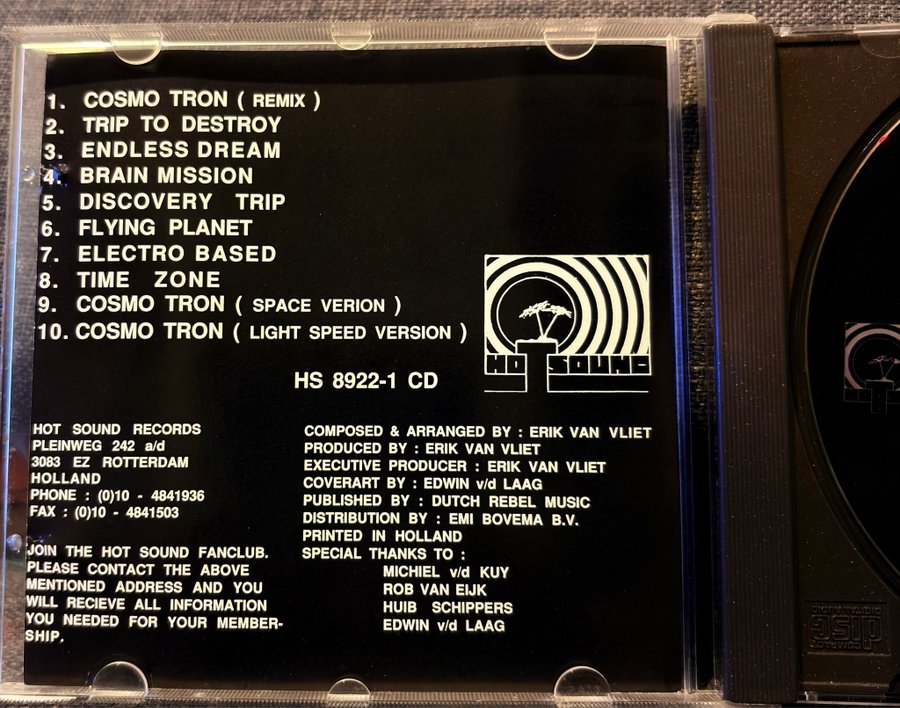 1. COSMO TRON ( REMIX )
2. TRIP TO DESTROY
3. ENDLESS DREAM
4. BRAIN MISSION
5. DISCOVERY TRIP
6. FLYING PLANET
7. ELECTRO BASED
8. TIME ZONE
9. COSMO TRON ( SPACE VERION )
10. COSMO TRON ( LIGHT SPEED VERSION )
HOT SOUND
HS 8922-1 CD
HOT SOUND RECORDS
PLEINWEG 242 a/d
3083 EZ ROTTERDAM
HOLLAND
PHONE : (0)10 - 4841936
FAX : (0)10 - 4841503
JOIN THE HOT SOUND FANCLUB.
PLEASE CONTACT THE ABOVE
MENTIONED ADDRESS AND YOU
WILL RECIEVE ALL INFORMATION
YOU NEEDED FOR YOUR MEMBER-
SHIP.
COMPOSED & ARRANGED BY : ERIK VAN VLIET
PRODUCED BY : ERIK VAN VLIET
EXECUTIVE PRODUCER : ERIK VAN VLIET
COVERART BY : EDWIN v/d LAAG
PUBLISHED BY : DUTCH REBEL MUSIC
DISTRIBUTION BY : EMI BOVEMA B.V.
PRINTED IN HOLLAND
SPECIAL THANKS TO :
MICHIEL v/d KUY
ROB VAN EIJK
HUIB SCHIPPERS
EDWIN v/d LAAG
COMPACT
disc
DIGITAL AUDIO